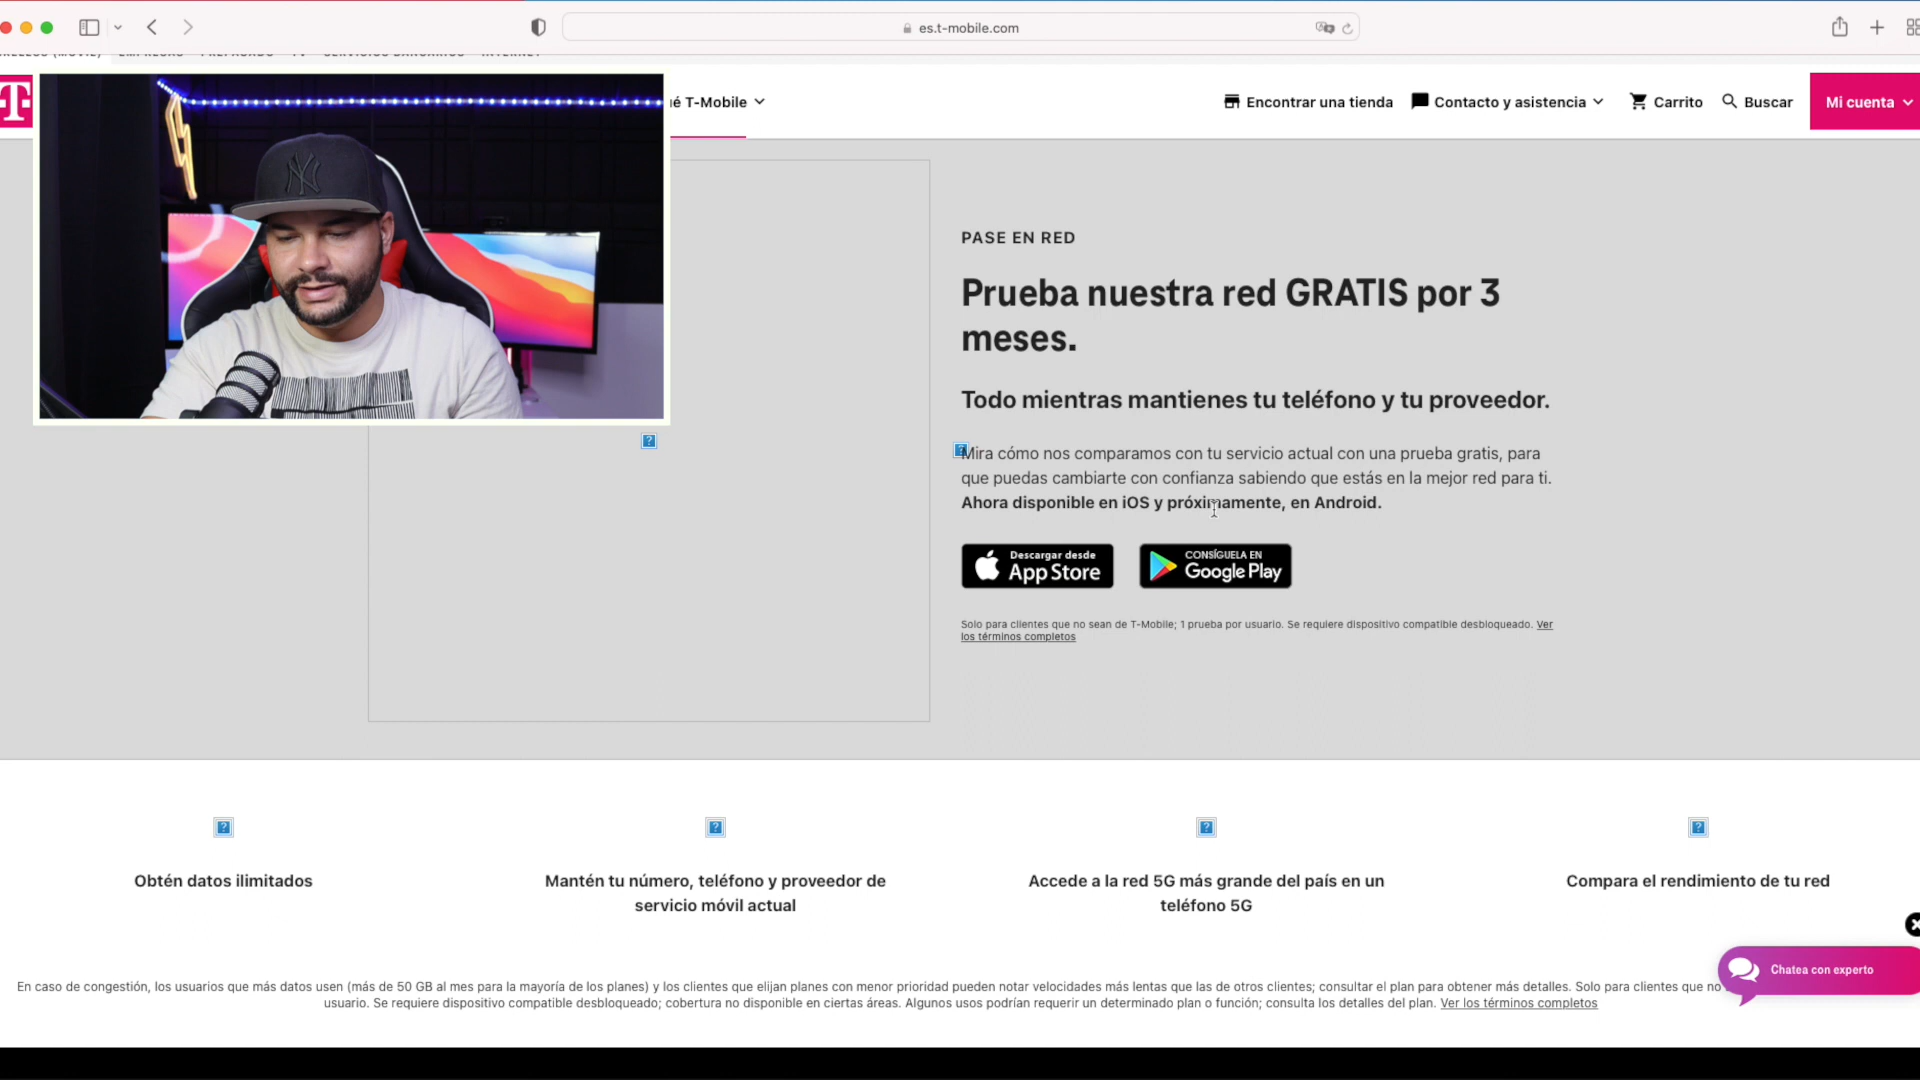 es.t-mobile.com
WIRELESS (MÓVIL) EMPRESAS PREPAGADO TV SERVICIOS BANCARIOS INTERNET
T
é T-Mobile
Encontrar una tienda
Contacto y asistencia
Carrito
Buscar
Mi cuenta
NY
PASE EN RED
Prueba nuestra red GRATIS por 3
meses.
Todo mientras mantienes tu teléfono y tu proveedor.
Mira cómo nos comparamos con tu servicio actual con una prueba gratis, para
que puedas cambiarte con confianza sabiendo que estás en la mejor red para ti.
Ahora disponible en iOS y próximamente, en Android.
Descargar desde
App Store
CONSÍGUELA EN
Google Play
Solo para clientes que no sean de T-Mobile; 1 prueba por usuario. Se requiere dispositivo compatible desbloqueado. Ver
los términos completos
Obtén datos ilimitados
Mantén tu número, teléfono y proveedor de
servicio móvil actual
Accede a la red 5G más grande del país en un
teléfono 5G
Compara el rendimiento de tu red
Chatea con experto
En caso de congestión, los usuarios que más datos usen (más de 50 GB al mes para la mayoría de los planes) y los clientes que elijan planes con menor prioridad pueden notar velocidades más lentas que las de otros clientes; consultar el plan para obtener más detalles. Solo para clientes que no
usuario. Se requiere dispositivo compatible desbloqueado; cobertura no disponible en ciertas áreas. Algunos usos podrían requerir un determinado plan o función; consulta los detalles del plan. Ver los términos completos